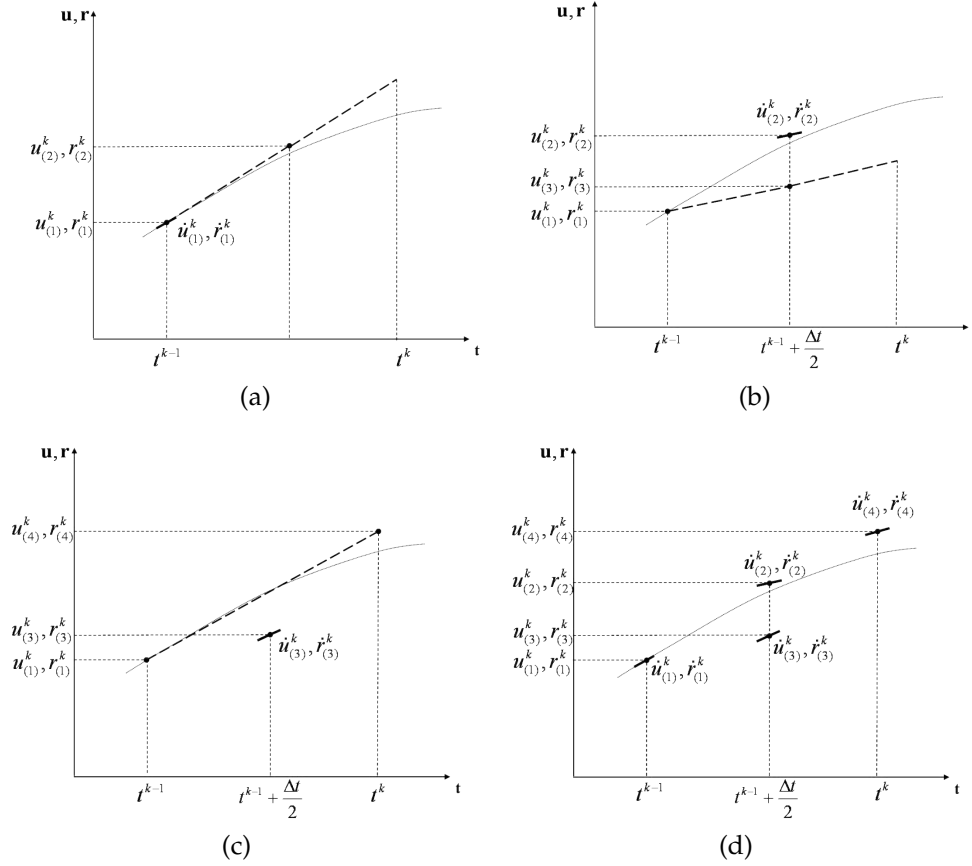 u, r
u^k_(2), r^k_(2)
u^k_(1), r^k_(1)
u̇^k_(1), ṙ^k_(1)
t^{k−1}
t^k
t
(a)
u, r
u̇^k_(2), ṙ^k_(2)
u^k_(2), r^k_(2)
u^k_(3), r^k_(3)
u^k_(1), r^k_(1)
t^{k−1}
t^{k−1} + Δt/2
t^k
(b)
u, r
u^k_(4), r^k_(4)
u^k_(3), r^k_(3)
u̇^k_(3), ṙ^k_(3)
u^k_(1), r^k_(1)
t^{k−1}
t^{k−1} + Δt/2
t^k
t
(c)
u, r
u̇^k_(4), ṙ^k_(4)
u^k_(4), r^k_(4)
u̇^k_(2), ṙ^k_(2)
u^k_(2), r^k_(2)
u^k_(3), r^k_(3)
u̇^k_(3), ṙ^k_(3)
u^k_(1), r^k_(1)
u̇^k_(1), ṙ^k_(1)
t^{k−1}
t^{k−1} + Δt/2
t^k
t
(d)